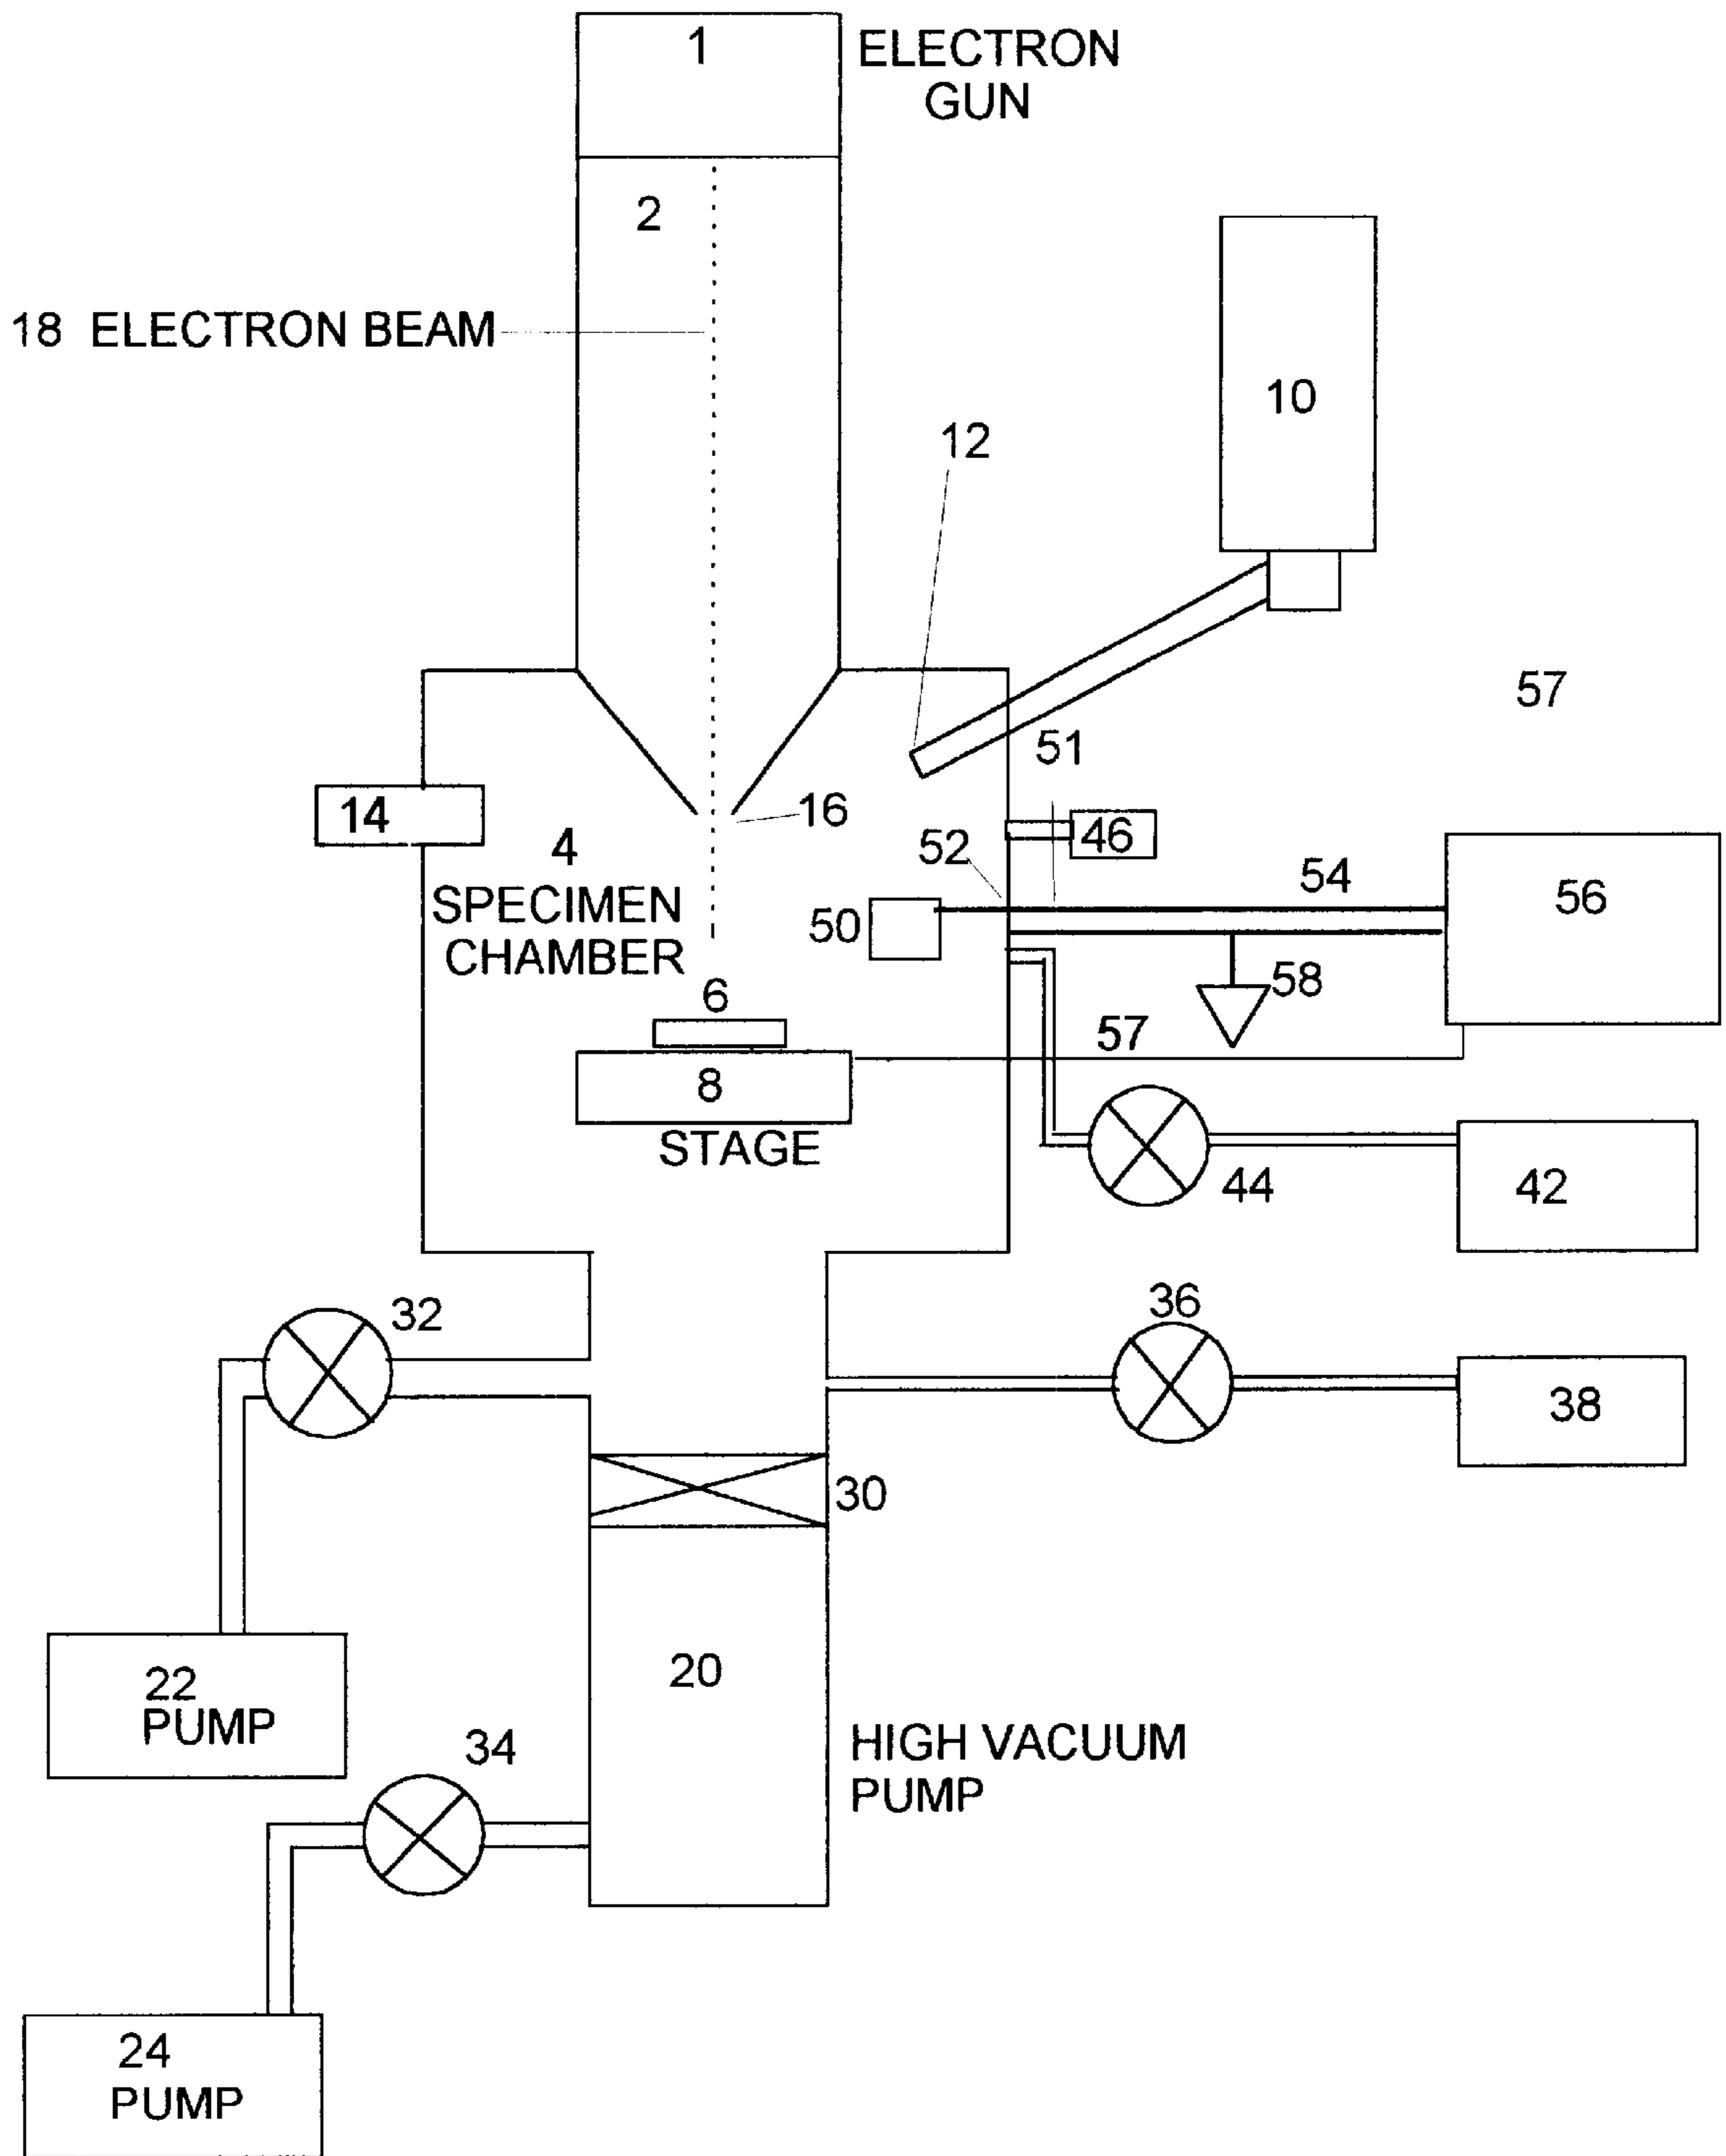 1
ELECTRON
GUN
2
18 ELECTRON BEAM
10
12
57
51
14
16
46
4
52
54
56
SPECIMEN
50
CHAMBER
58
6
57
8
STAGE
44
42
32
36
38
30
22
PUMP
20
34
HIGH VACUUM
PUMP
24
PUMP